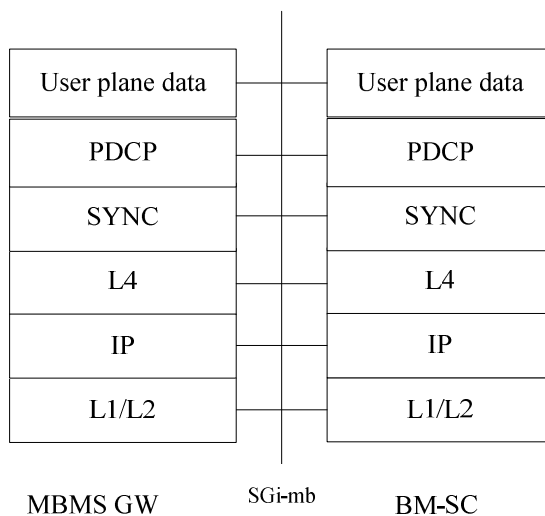 User plane data
User plane data
PDCP
PDCP
SYNC
SYNC
L4
L4
IP
IP
L1/L2
L1/L2
MBMS GW
SGi-mb
BM-SC